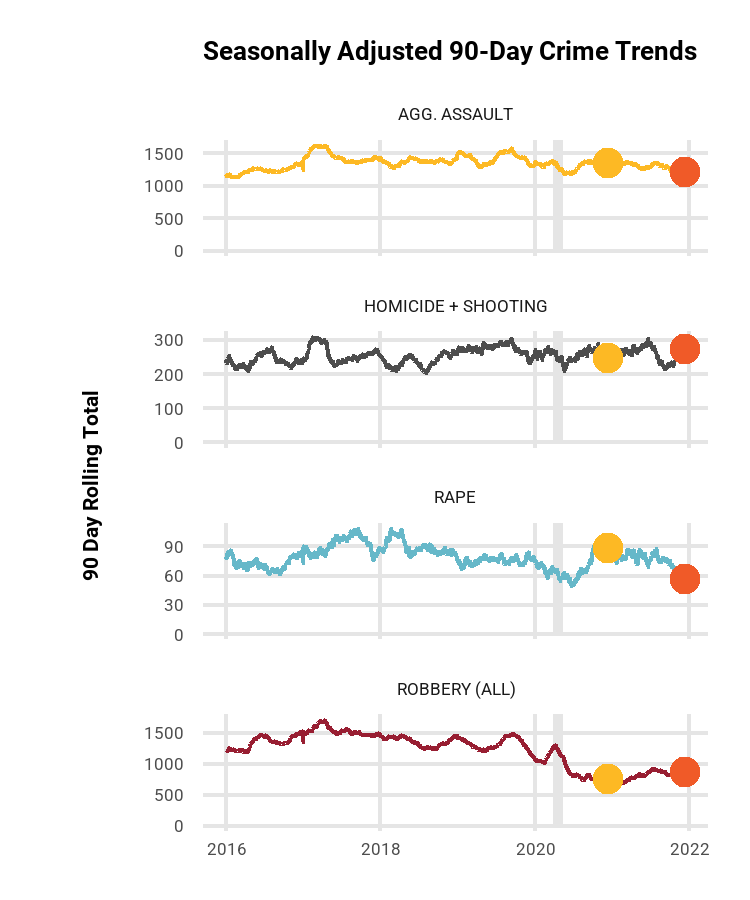 Seasonally Adjusted 90-Day Crime Trends
AGG. ASSAULT
1500
1000
500
0
HOMICIDE + SHOOTING
300
200
100
0
90 Day Rolling Total
RAPE
90
60
30
0
ROBBERY (ALL)
1500
1000
500
0
2016 2018 2020 2022